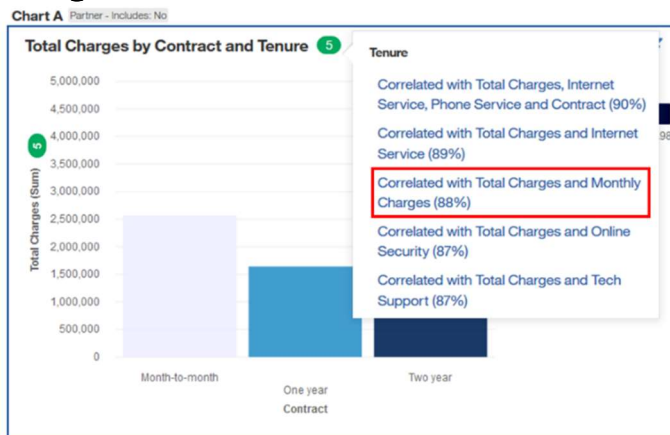 Chart A Partner - Includes: No
Total Charges by Contract and Tenure 5
Tenure
Correlated with Total Charges, Internet
Service, Phone Service and Contract (90%)
Correlated with Total Charges and Internet
Service (89%)
Correlated with Total Charges and Monthly
Charges (88%)
Correlated with Total Charges and Online
Security (87%)
Correlated with Total Charges and Tech
Support (87%)
98
5
Total Charges (Sum)
5,000,000
4,500,000
4,000,000
3,500,000
3,000,000
2,500,000
2,000,000
1,500,000
1,000,000
500,000
0
Month-to-month
One year
Two year
Contract